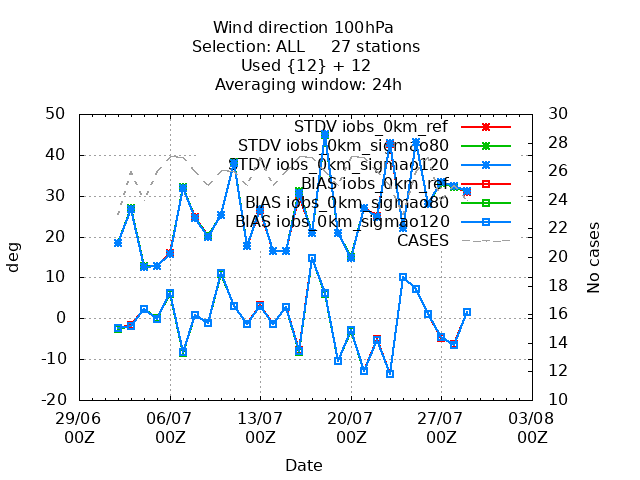 Wind direction 100hPa
Selection: ALL 27 stations
Used {12} + 12
Averaging window: 24h
STDV iobs_0km_ref
STDV iobs_0km_sigmao80
STDV iobs_0km_sigmao120
BIAS iobs_0km_ref
BIAS iobs_0km_sigmao80
BIAS iobs_0km_sigmao120
CASES
50
40
30
20
10
0
-10
-20
deg
30
28
26
24
22
20
18
16
14
12
10
No cases
29/06 06/07 13/07 20/07 27/07 03/08
00Z 00Z 00Z 00Z 00Z 00Z
Date